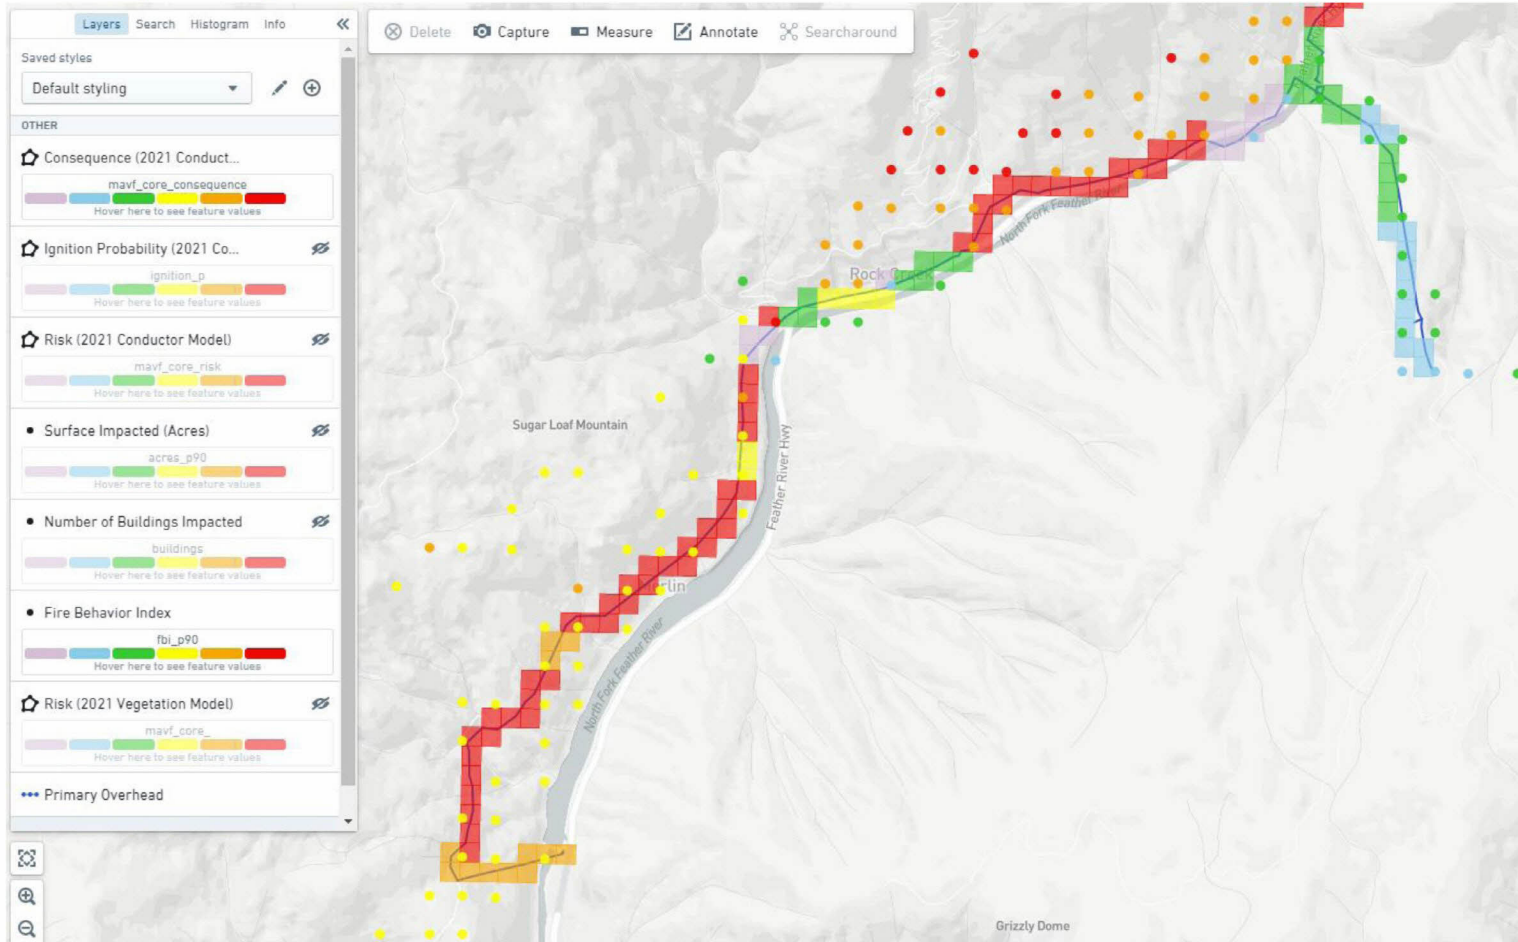 Layers Search Histogram Info
Saved styles
Default styling
OTHER
Consequence (2021 Conduct...
mavf_core_consequence
Hover here to see feature values
Ignition Probability (2021 Co...
ignition_p
Hover here to see feature values
Risk (2021 Conductor Model)
mavf_core_risk
Hover here to see feature values
Surface Impacted (Acres)
acres_p90
Hover here to see feature values
Number of Buildings Impacted
buildings
Hover here to see feature values
Fire Behavior Index
fbi_p90
Hover here to see feature values
Risk (2021 Vegetation Model)
mavf_core_
Hover here to see feature values
Primary Overhead
Delete Capture Measure Annotate Searcharound
North Fork Feather River
Rock Creek
Sugar Loaf Mountain
Feather River Hwy
North Fork Feather River
Grizzly Dome